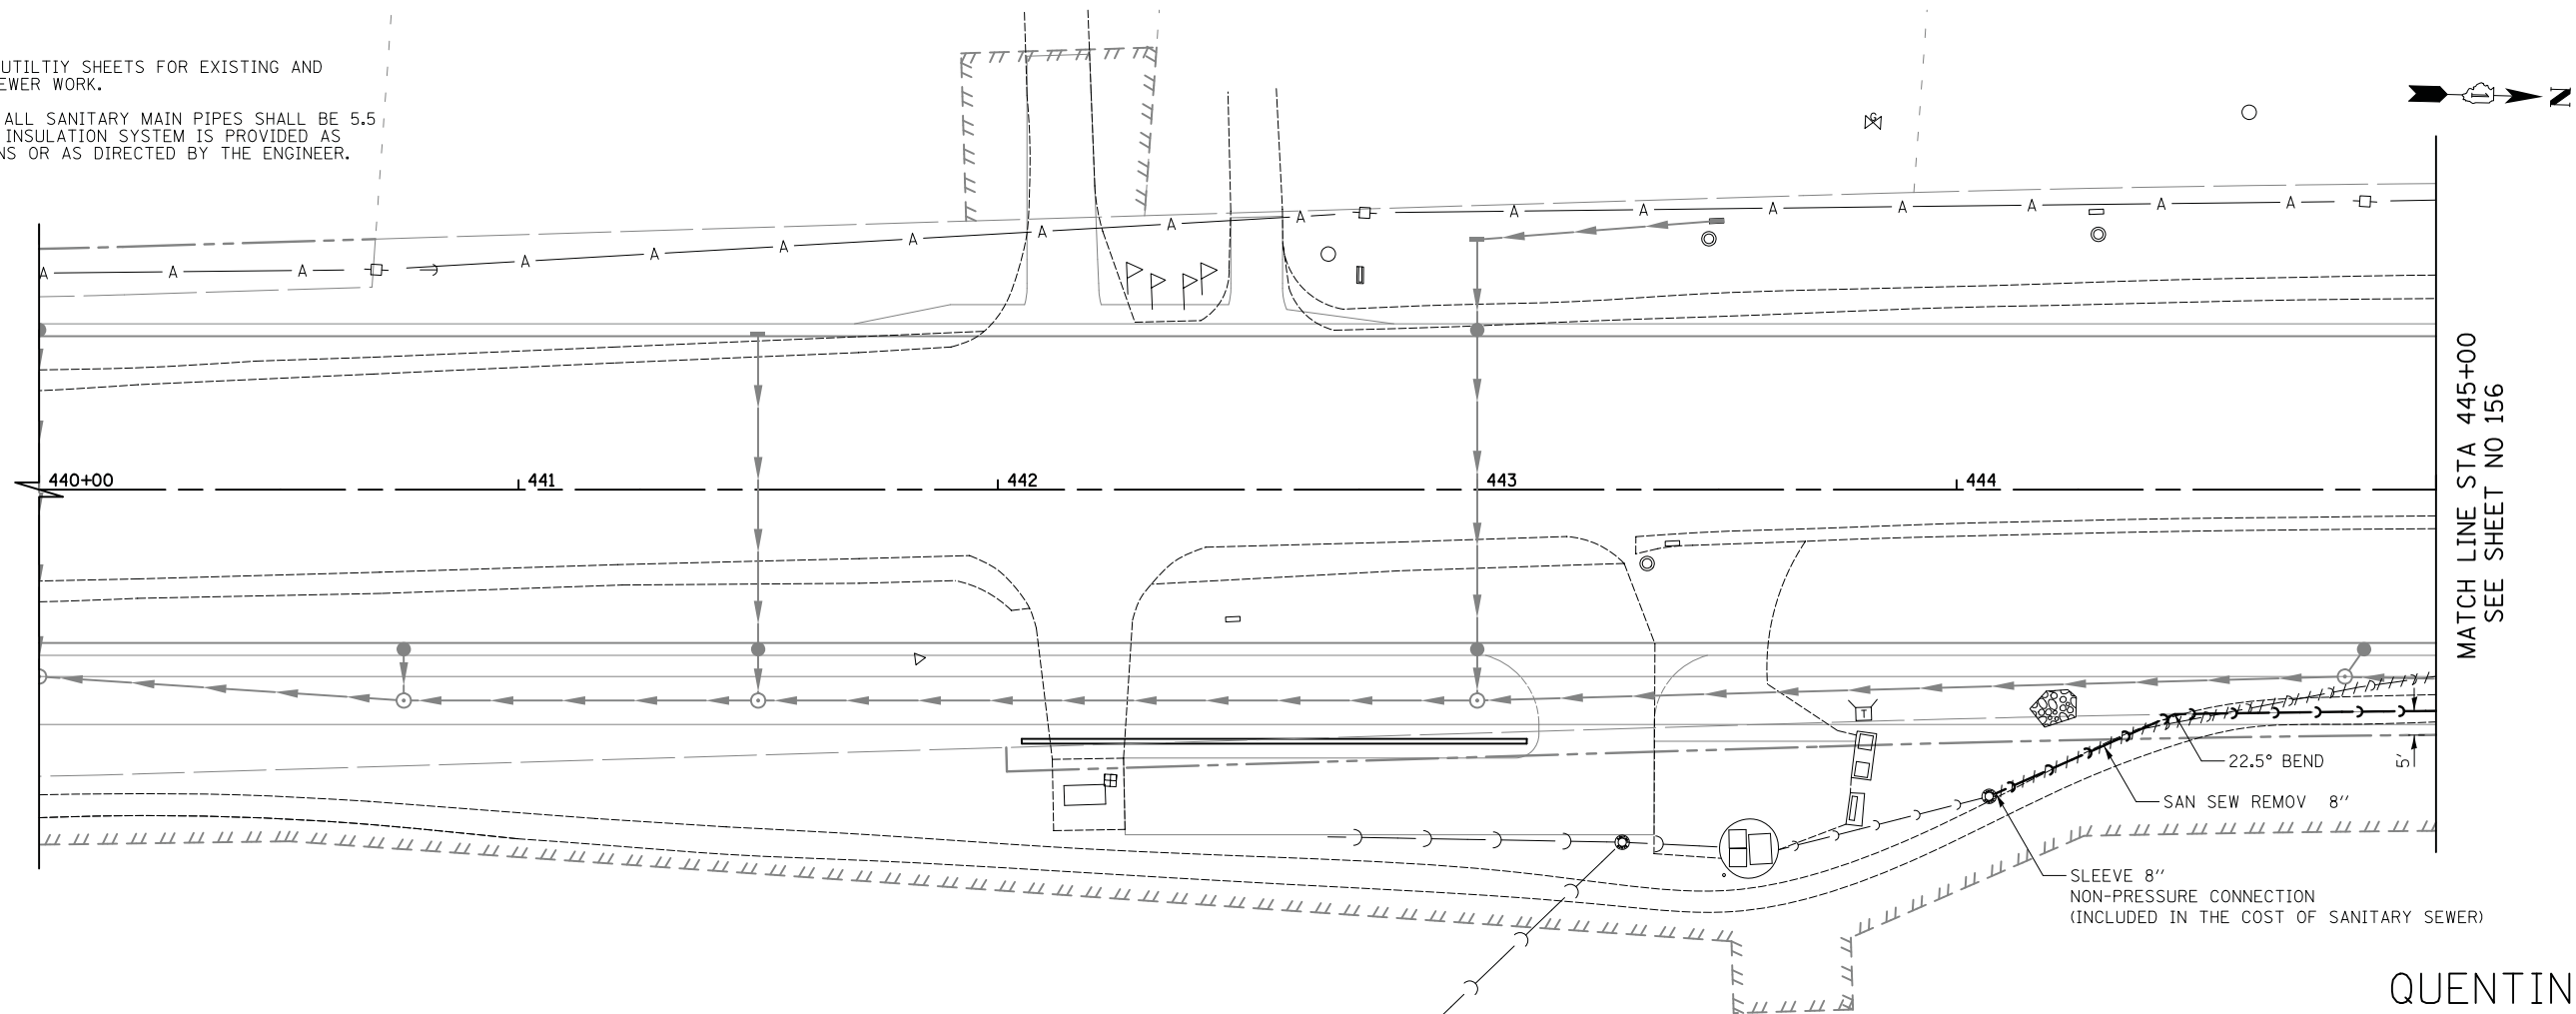 UTILTIY SHEETS FOR EXISTING AND
EWER WORK.
ALL SANITARY MAIN PIPES SHALL BE 5.5
INSULATION SYSTEM IS PROVIDED AS
NS OR AS DIRECTED BY THE ENGINEER.
N
G
A A A A A A A A A A A A A A A A A A
440+00
441
442
443
444
MATCH LINE STA 445+00
SEE SHEET NO 156
T
22.5° BEND
5'
SAN SEW REMOV 8"
SLEEVE 8"
NON-PRESSURE CONNECTION
(INCLUDED IN THE COST OF SANITARY SEWER)
QUENTIN